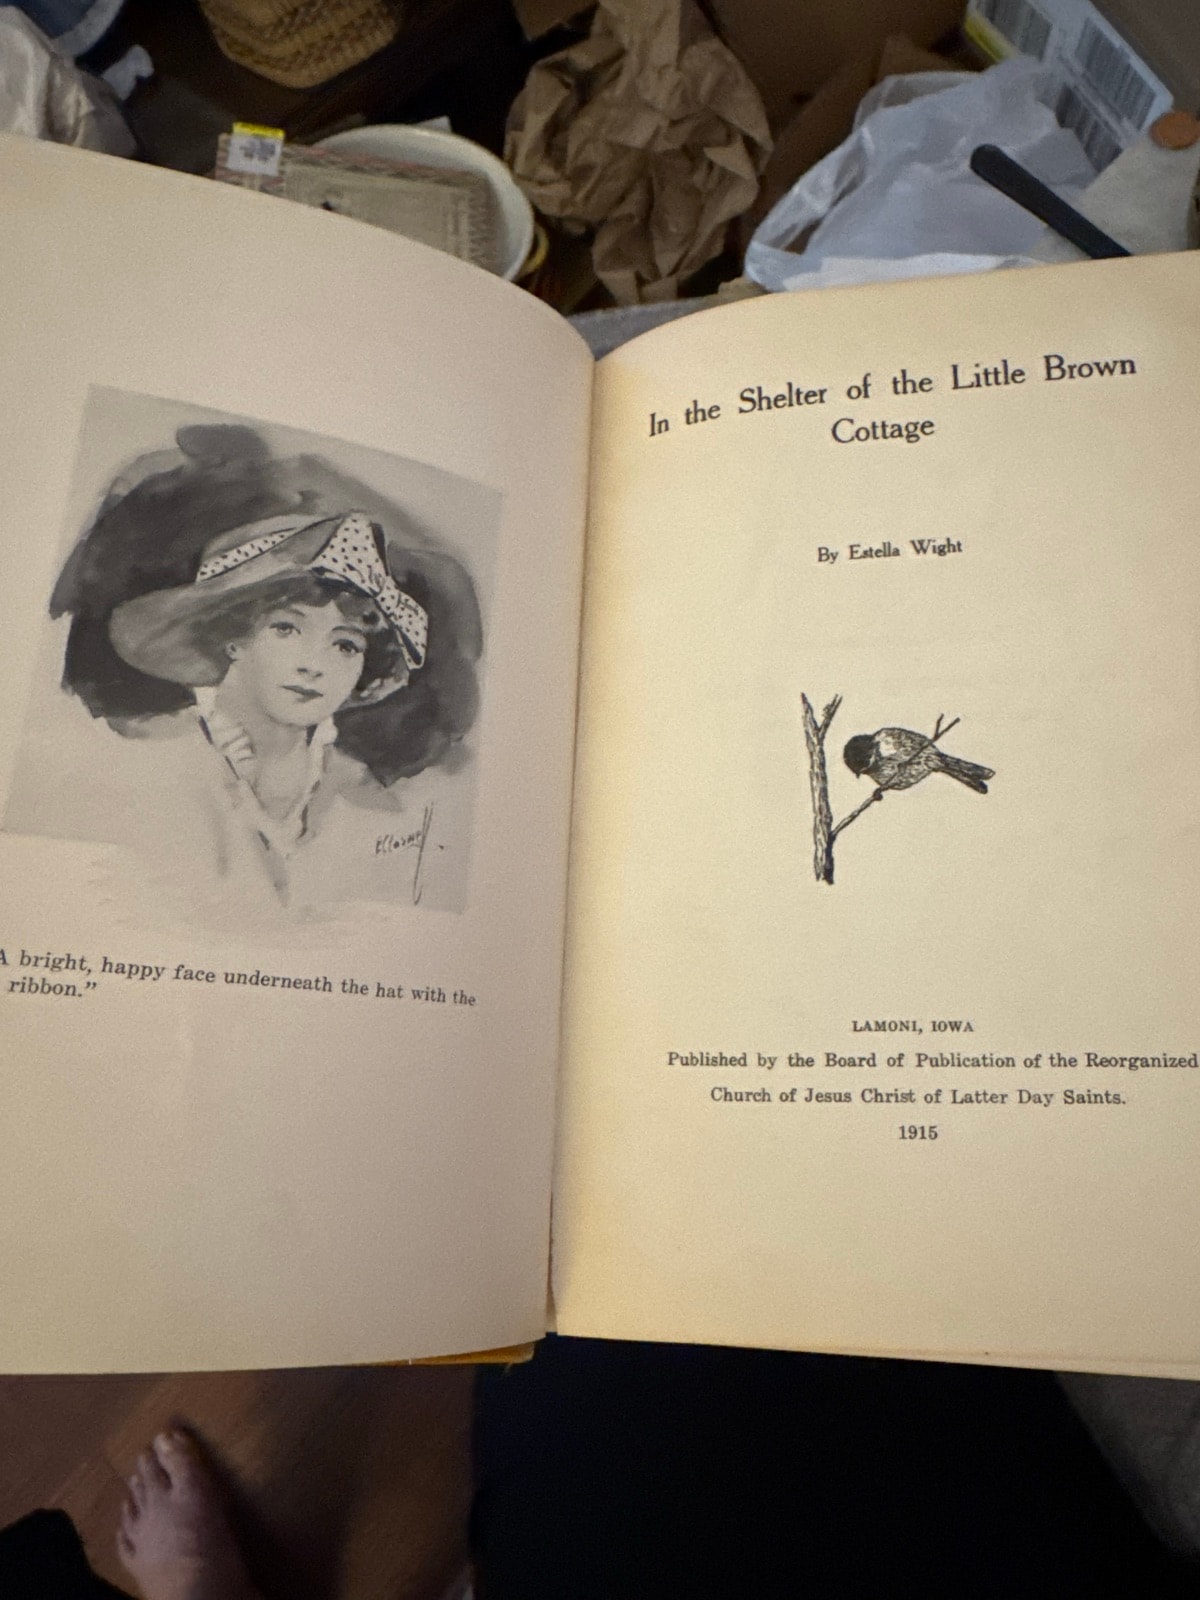 A bright, happy face underneath the hat with the
ribbon."
In the Shelter of the Little Brown
Cottage
By Estella Wight
LAMONI, IOWA
Published by the Board of Publication of the Reorganized
Church of Jesus Christ of Latter Day Saints.
1915